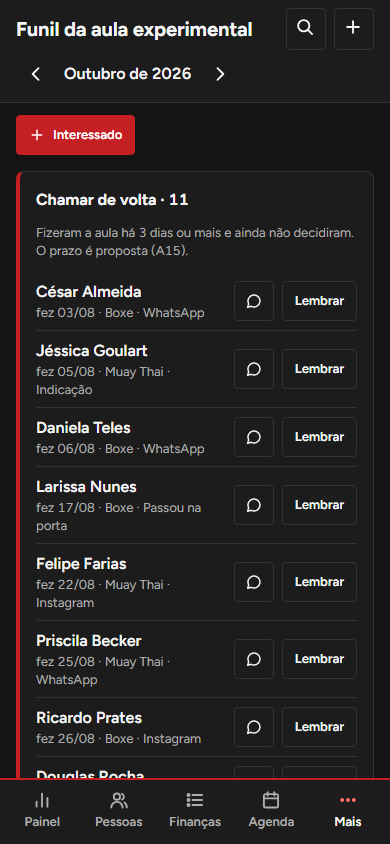 Funil da aula experimental
Outubro de 2026
Interessado
Chamar de volta · 11
Fizeram a aula há 3 dias ou mais e ainda não decidiram.
O prazo é proposta (A15).
César Almeida
fez 03/08 · Boxe · WhatsApp
Lembrar
Jéssica Goulart
fez 05/08 · Muay Thai ·
Indicação
Lembrar
Daniela Teles
fez 06/08 · Boxe · WhatsApp
Lembrar
Larissa Nunes
fez 17/08 · Boxe · Passou na
porta
Lembrar
Felipe Farias
fez 22/08 · Muay Thai ·
Instagram
Lembrar
Priscila Becker
fez 25/08 · Muay Thai ·
WhatsApp
Lembrar
Ricardo Prates
fez 26/08 · Boxe · Instagram
Lembrar
Douglas Rocha
Painel
Pessoas
Finanças
Agenda
Mais